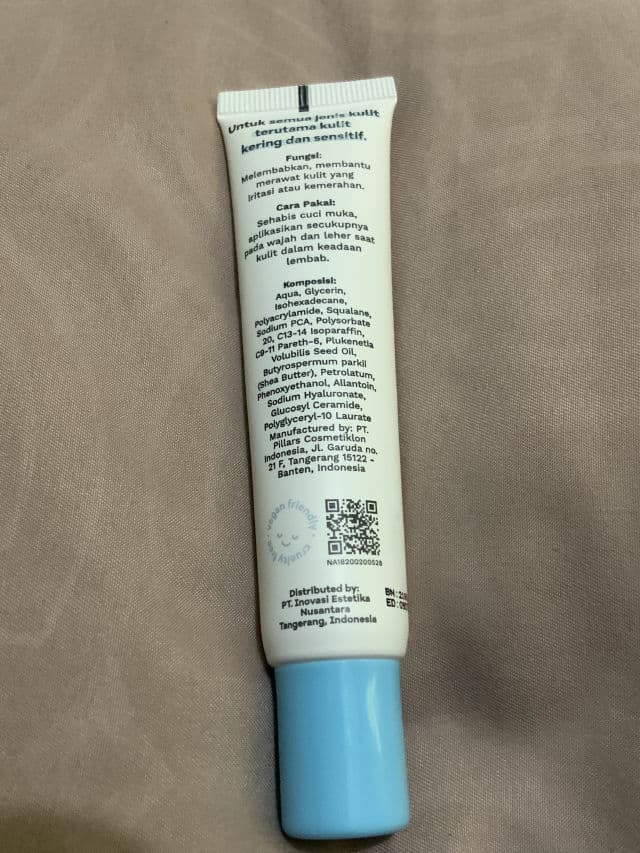 Untuk semua jenis kulit
terutama kulit
kering dan sensitif.
Fungsi:
Melembabkan, membantu
merawat kulit yang
iritasi atau kemerahan.
Cara Pakai:
Sehabis cuci muka,
aplikasikan secukupnya
pada wajah dan leher saat
kulit dalam keadaan
lembab.
Komposisi:
Aqua, Glycerin,
Isohexadecane,
Polyacrylamide, Squalane,
Sodium PCA, Polysorbate
20, C13-14 Isoparaffin,
C9-11 Pareth-6, Plukenetia
Volubilis Seed Oil,
Butyrospermum parkii
(Shea Butter), Petrolatum,
Phenoxyethanol, Allantoin,
Sodium Hyaluronate,
Glucosyl Ceramide,
Polyglyceryl-10 Laurate
Manufactured by: PT.
Pillars Cosmetiklon
Indonesia, Jl. Garuda no.
21 F, Tangerang 15122 -
Banten, Indonesia
vegan friendly
cruelty free
NA18200200528
Distributed by:
PT. Inovasi Estetika
Nusantara
Tangerang, Indonesia
BN:
ED: